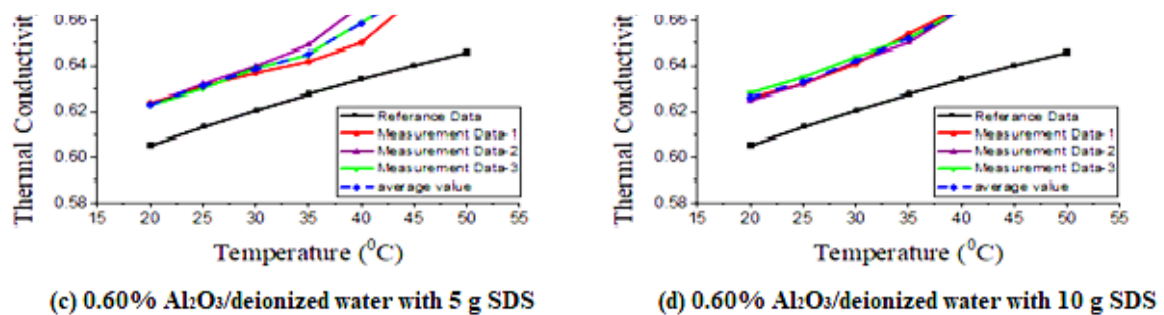 0.66
0.64
0.62
0.60
0.58
Thermal Conductivit
Referance Data
Measurement Data-1
Measurement Data-2
Measurement Data-3
average value
15 20 25 30 35 40 45 50 55
Temperature (⁰C)
(c) 0.60% Al₂O₃/deionized water with 5 g SDS
0.66
0.64
0.62
0.60
0.58
Thermal Conductivit
Referance Data
Measurement Data-1
Measurement Data-2
Measurement Data-3
average value
15 20 25 30 35 40 45 50 55
Temperature (⁰C)
(d) 0.60% Al₂O₃/deionized water with 10 g SDS